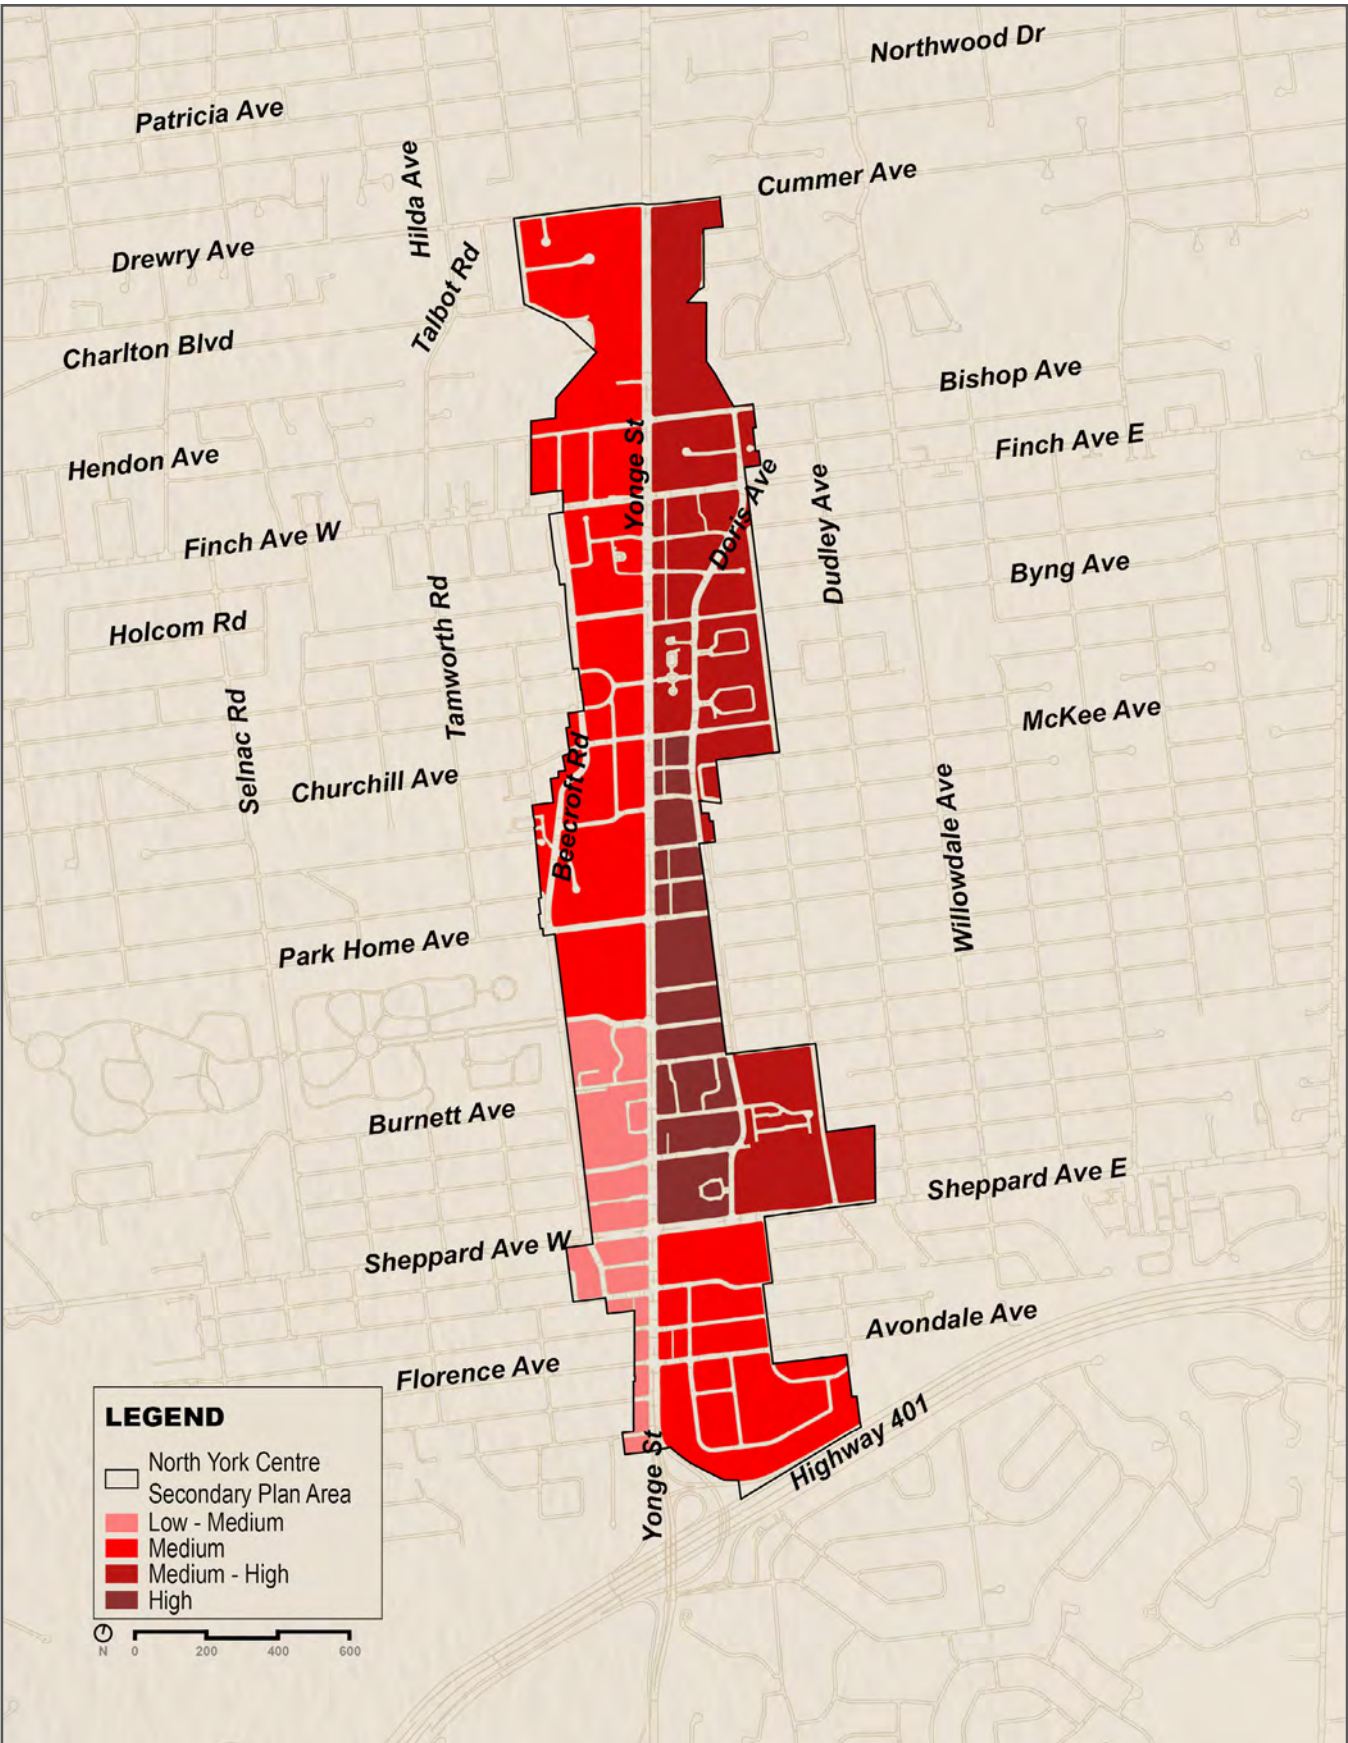 Northwood Dr
Patricia Ave
Hilda Ave
Cummer Ave
Drewry Ave
Talbot Rd
Charlton Blvd
Bishop Ave
Yonge St
Finch Ave E
Hendon Ave
Doris Ave
Dudley Ave
Finch Ave W
Byng Ave
Tamworth Rd
Holcom Rd
Selnac Rd
McKee Ave
Beecroft Rd
Churchill Ave
Willowdale Ave
Park Home Ave
Burnett Ave
Sheppard Ave E
Sheppard Ave W
Avondale Ave
Florence Ave
Highway 401
Yonge St
LEGEND
North York Centre
Secondary Plan Area
Low - Medium
Medium
Medium - High
High
N 0 200 400 600